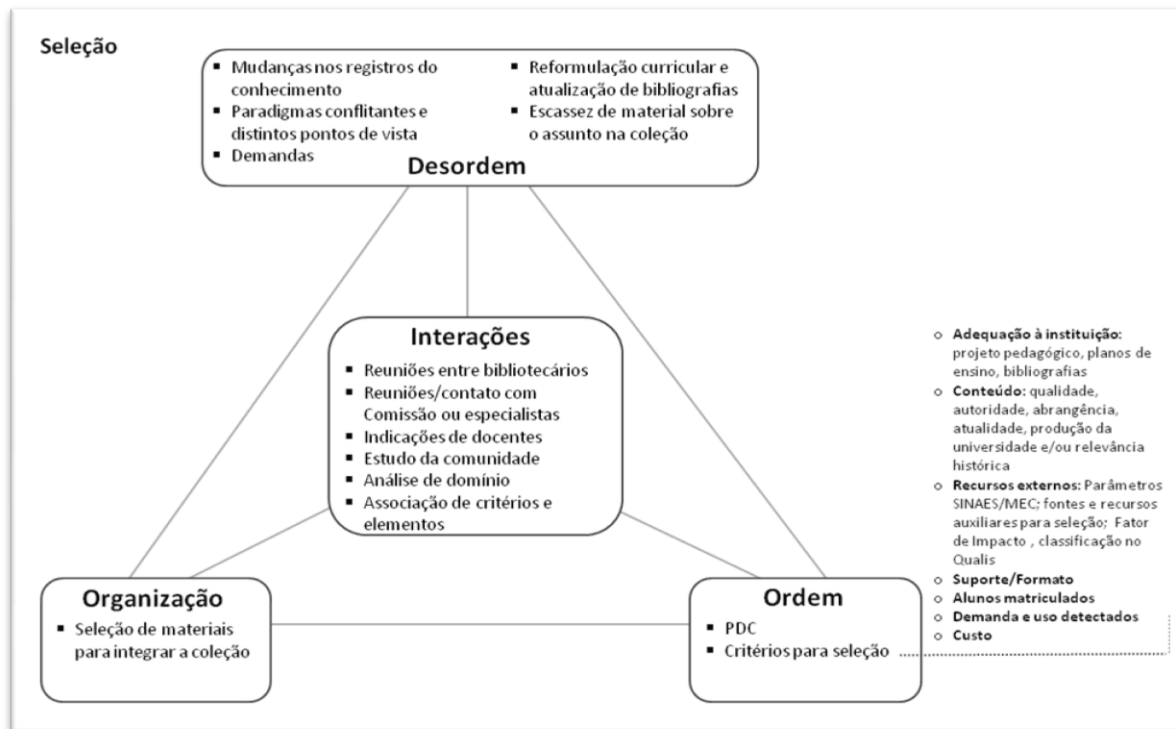 Seleção
▪ Mudanças nos registros do
conhecimento
▪ Paradigmas conflitantes e
distintos pontos de vista
▪ Demandas
▪ Reformulação curricular e
atualização de bibliografias
▪ Escassez de material sobre
o assunto na coleção
Desordem
Interações
▪ Reuniões entre bibliotecários
▪ Reuniões/contato com
Comissão ou especialistas
▪ Indicações de docentes
▪ Estudo da comunidade
▪ Análise de domínio
▪ Associação de critérios e
elementos
Organização
▪ Seleção de materiais
para integrar a coleção
Ordem
▪ PDC
▪ Critérios para seleção
○ Adequação à instituição:
projeto pedagógico, planos de
ensino, bibliografias
○ Conteúdo: qualidade,
autoridade, abrangência,
atualidade, produção da
universidade e/ou relevância
histórica
○ Recursos externos: Parâmetros
SINAES/MEC; fontes e recursos
auxiliares para seleção; Fator
de Impacto , classificação no
Qualis
○ Suporte/Formato
○ Alunos matriculados
○ Demanda e uso detectados
○ Custo